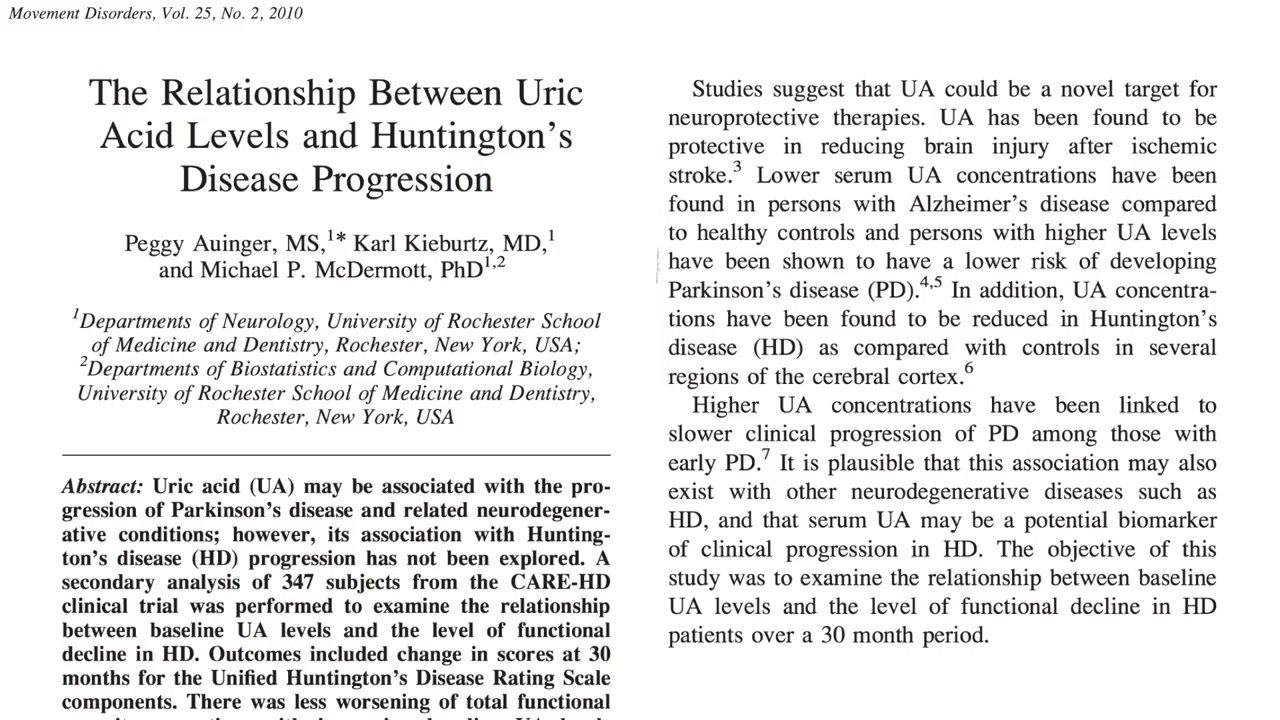 Movement Disorders, Vol. 25, No. 2, 2010
The Relationship Between Uric
Acid Levels and Huntington's
Disease Progression
Peggy Auinger, MS,1* Karl Kieburtz, MD,1
and Michael P. McDermott, PhD1,2
1Departments of Neurology, University of Rochester School
of Medicine and Dentistry, Rochester, New York, USA;
2Departments of Biostatistics and Computational Biology,
University of Rochester School of Medicine and Dentistry,
Rochester, New York, USA
Abstract: Uric acid (UA) may be associated with the pro-
gression of Parkinson's disease and related neurodegener-
ative conditions; however, its association with Hunting-
ton's disease (HD) progression has not been explored. A
secondary analysis of 347 subjects from the CARE-HD
clinical trial was performed to examine the relationship
between baseline UA levels and the level of functional
decline in HD. Outcomes included change in scores at 30
months for the Unified Huntington's Disease Rating Scale
components. There was less worsening of total functional
Studies suggest that UA could be a novel target for
neuroprotective therapies. UA has been found to be
protective in reducing brain injury after ischemic
stroke.3 Lower serum UA concentrations have been
found in persons with Alzheimer's disease compared
to healthy controls and persons with higher UA levels
have been shown to have a lower risk of developing
Parkinson's disease (PD).4,5 In addition, UA concentra-
tions have been found to be reduced in Huntington's
disease (HD) as compared with controls in several
regions of the cerebral cortex.6
Higher UA concentrations have been linked to
slower clinical progression of PD among those with
early PD.7 It is plausible that this association may also
exist with other neurodegenerative diseases such as
HD, and that serum UA may be a potential biomarker
of clinical progression in HD. The objective of this
study was to examine the relationship between baseline
UA levels and the level of functional decline in HD
patients over a 30 month period.